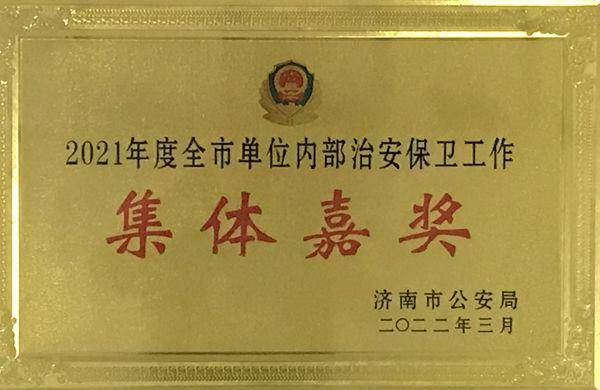 2021年度全市单位内部治安保卫工作
集体嘉奖
济南市公安局
二〇二二年三月